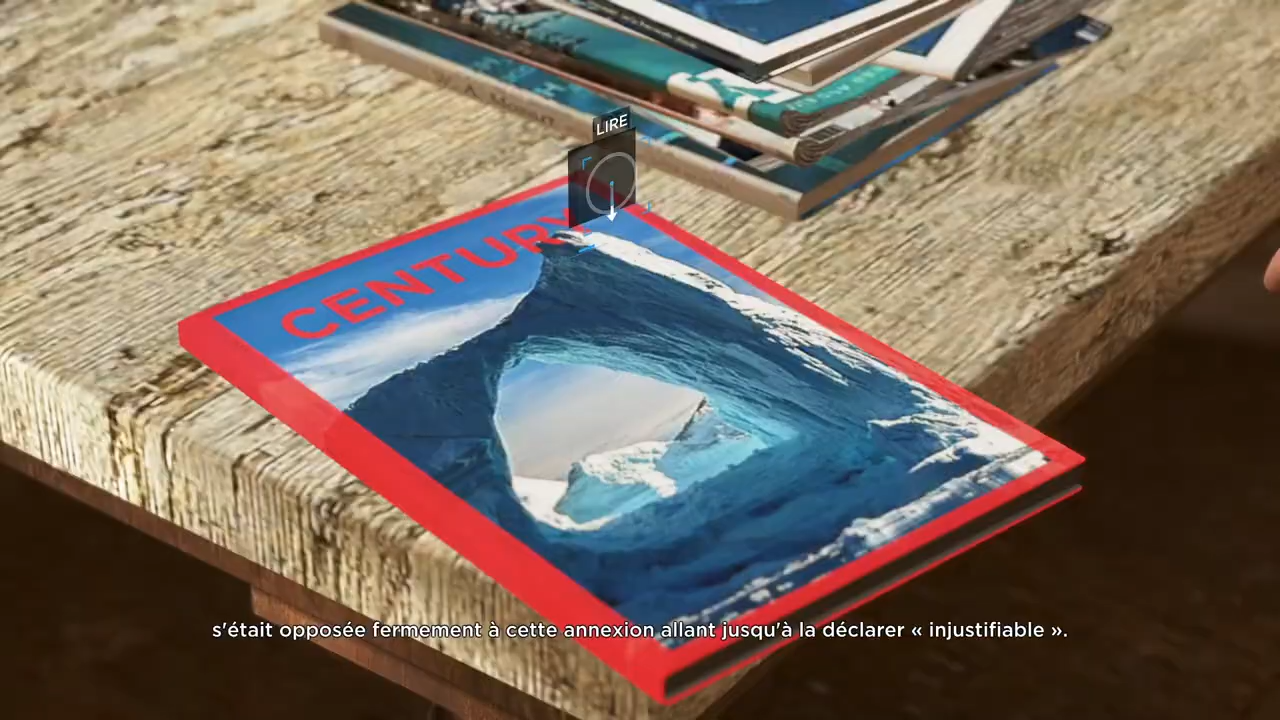 LIRE
CENTURY
s'était opposée fermement à cette annexion allant jusqu'à la déclarer « injustifiable ».